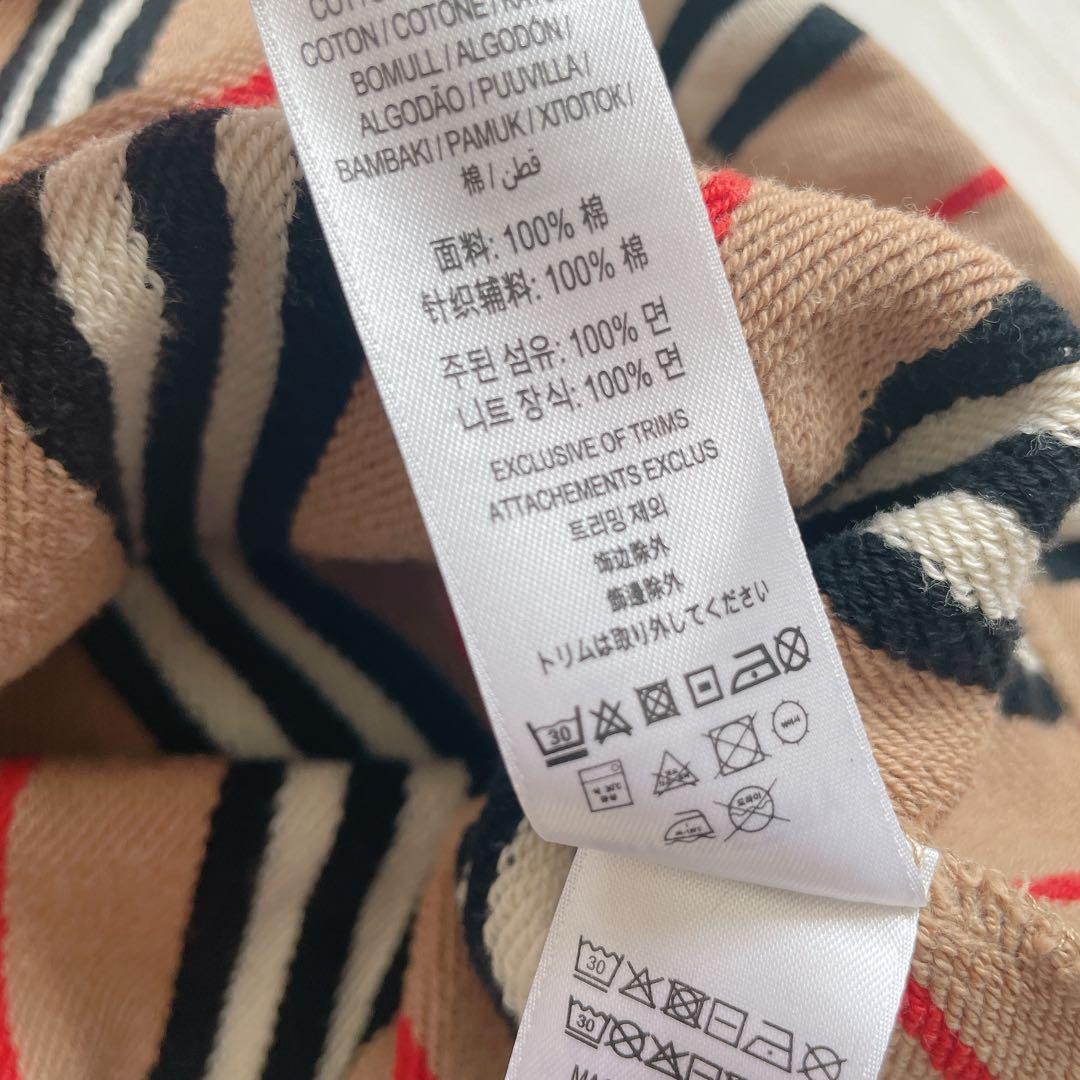 COTON / COTONE /
BOMULL / ALGODÓN /
ALGODÃO / PUUVILLA /
BAMBAKI / PAMUK / ХЛОПОК /
棉 / قطن
面料: 100% 棉
针织辅料: 100% 棉
주된 섬유: 100% 면
니트 장식: 100% 면
EXCLUSIVE OF TRIMS
ATTACHEMENTS EXCLUS
트리밍 제외
饰边除外
飾邊除外
トリムは取り外してください
30
드라이
30
30